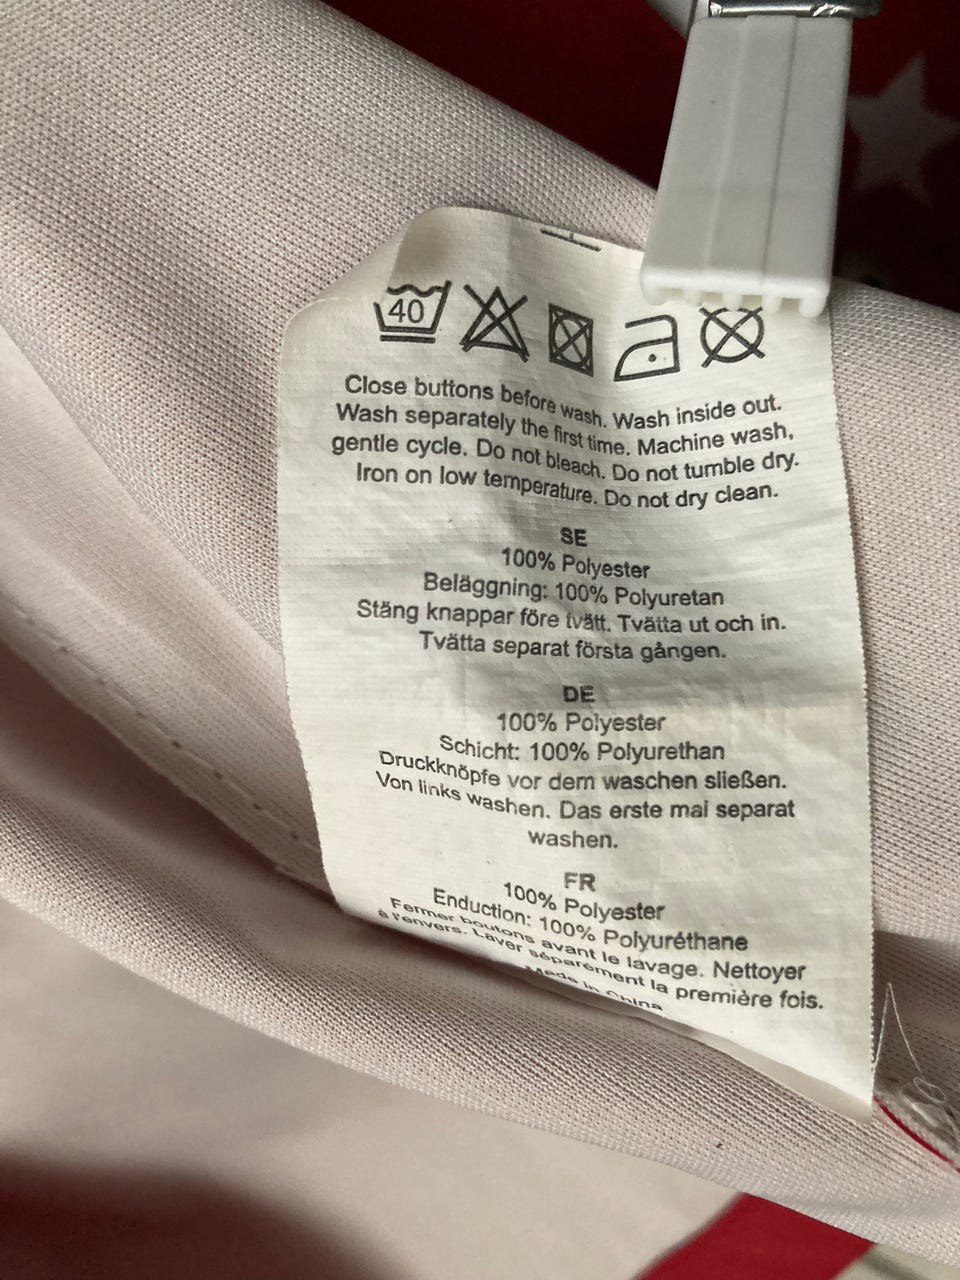 40
Close buttons before wash. Wash inside out.
Wash separately the first time. Machine wash,
gentle cycle. Do not bleach. Do not tumble dry.
Iron on low temperature. Do not dry clean.
SE
100% Polyester
Beläggning: 100% Polyuretan
Stäng knappar före tvätt. Tvätta ut och in.
Tvätta separat första gången.
DE
100% Polyester
Schicht: 100% Polyurethan
Druckknöpfe vor dem waschen sließen.
Von links washen. Das erste mal separat
washen.
FR
100% Polyester
Enduction: 100% Polyuréthane
Fermer boutons avant le lavage. Nettoyer
à l'envers. Laver séparément la première fois.
Made in China